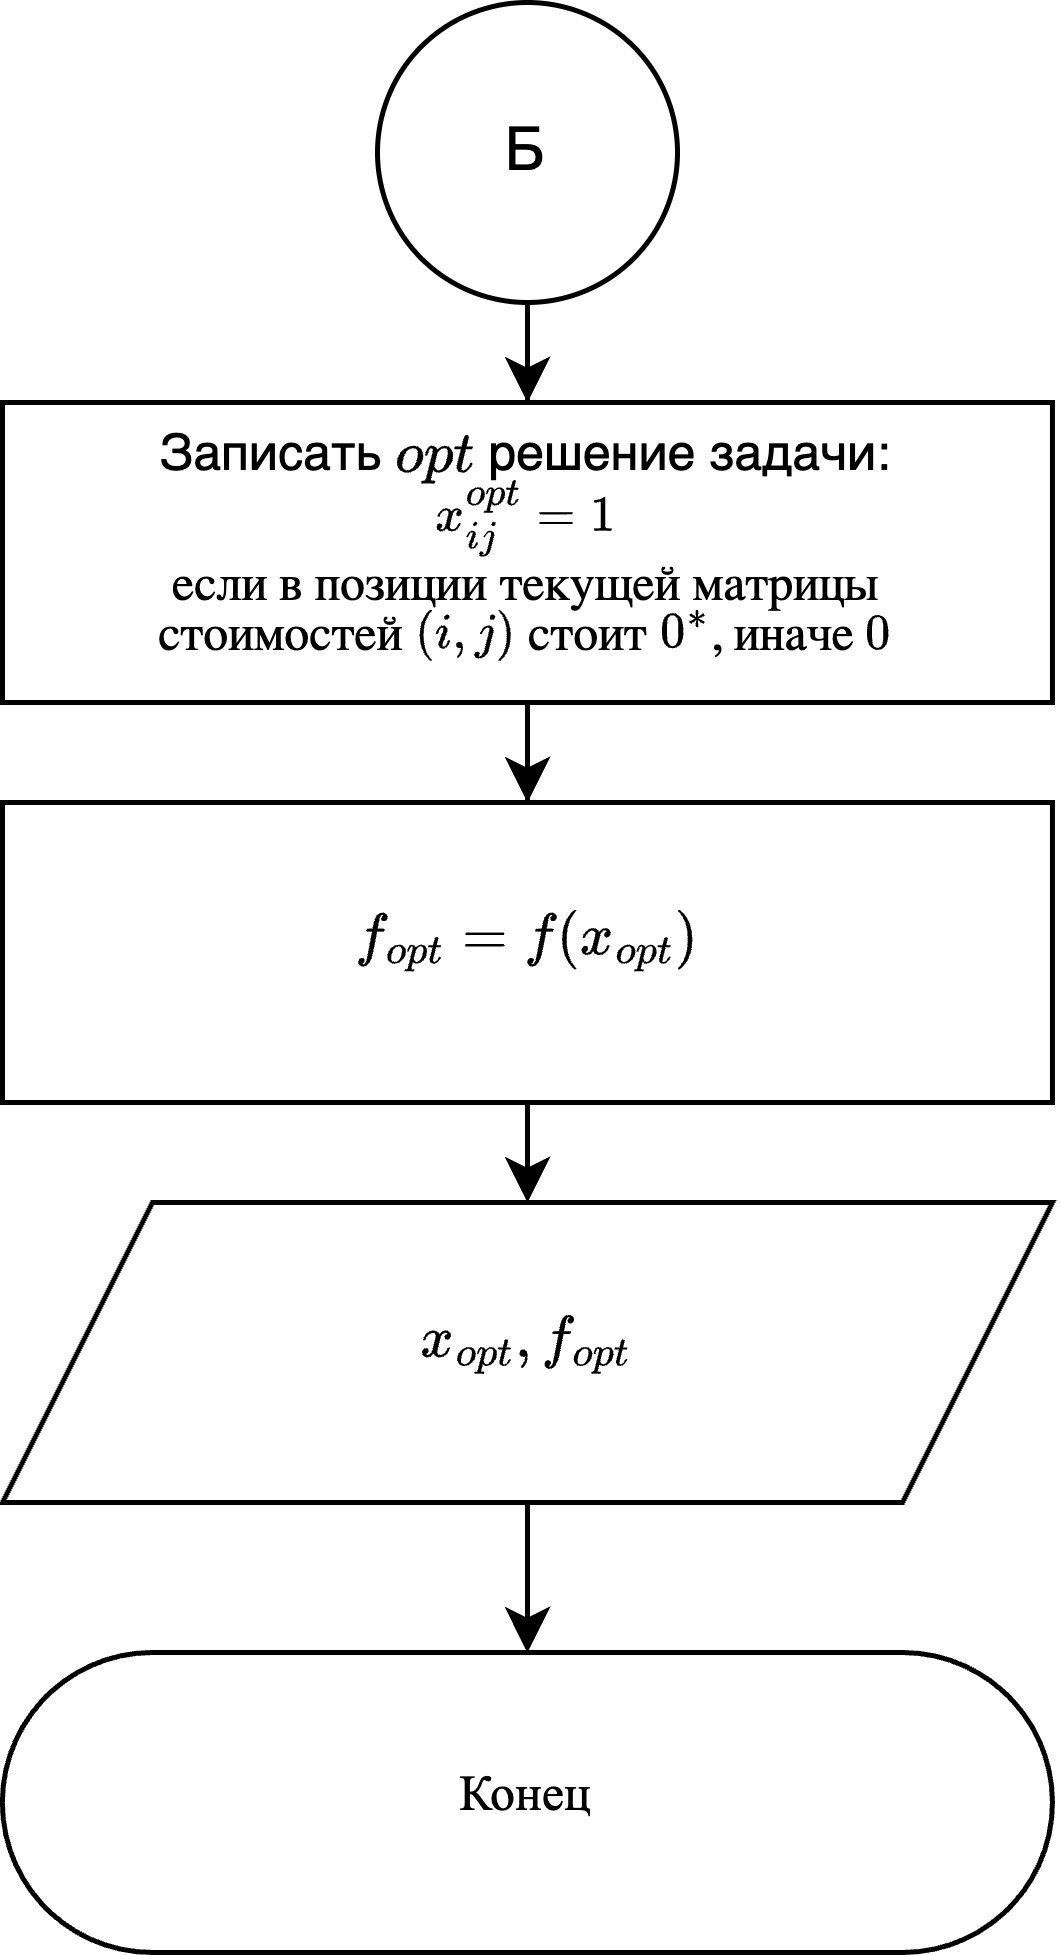 Б
Записать opt решение задачи:
$x_{ij}^{opt} = 1$
если в позиции текущей матрицы
стоимостей $(i, j)$ стоит $0^*$, иначе 0
$f_{opt} = f(x_{opt})$
$x_{opt}, f_{opt}$
Конец